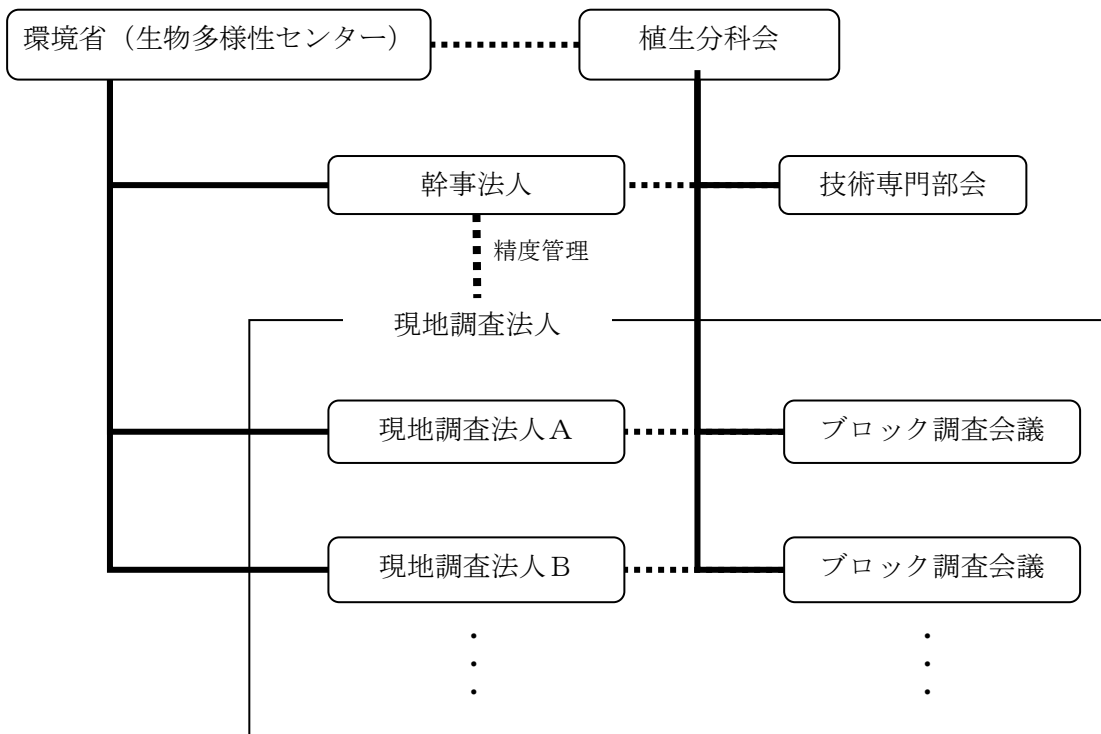 環境省（生物多様性センター）
植生分科会
幹事法人
技術専門部会
精度管理
現地調査法人
現地調査法人Ａ
ブロック調査会議
現地調査法人Ｂ
ブロック調査会議